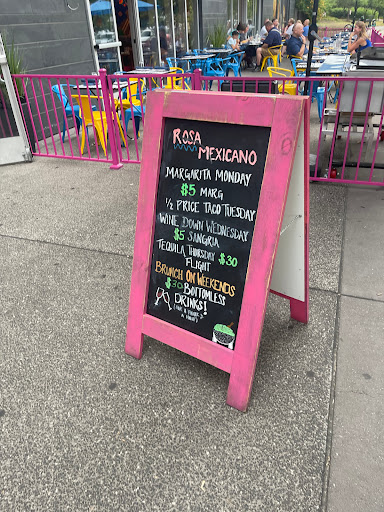 ROSA
MEXICANO
MARGARITA MONDAY
$5 MARG
1/2 PRICE TACO TUESDAY
WINE DOWN WEDNESDAY
$5 SANGRIA
TEQUILA THURSDAY $30
FLIGHT
BRUNCH ON WEEKENDS
$30 BOTTOMLESS
DRINKS!